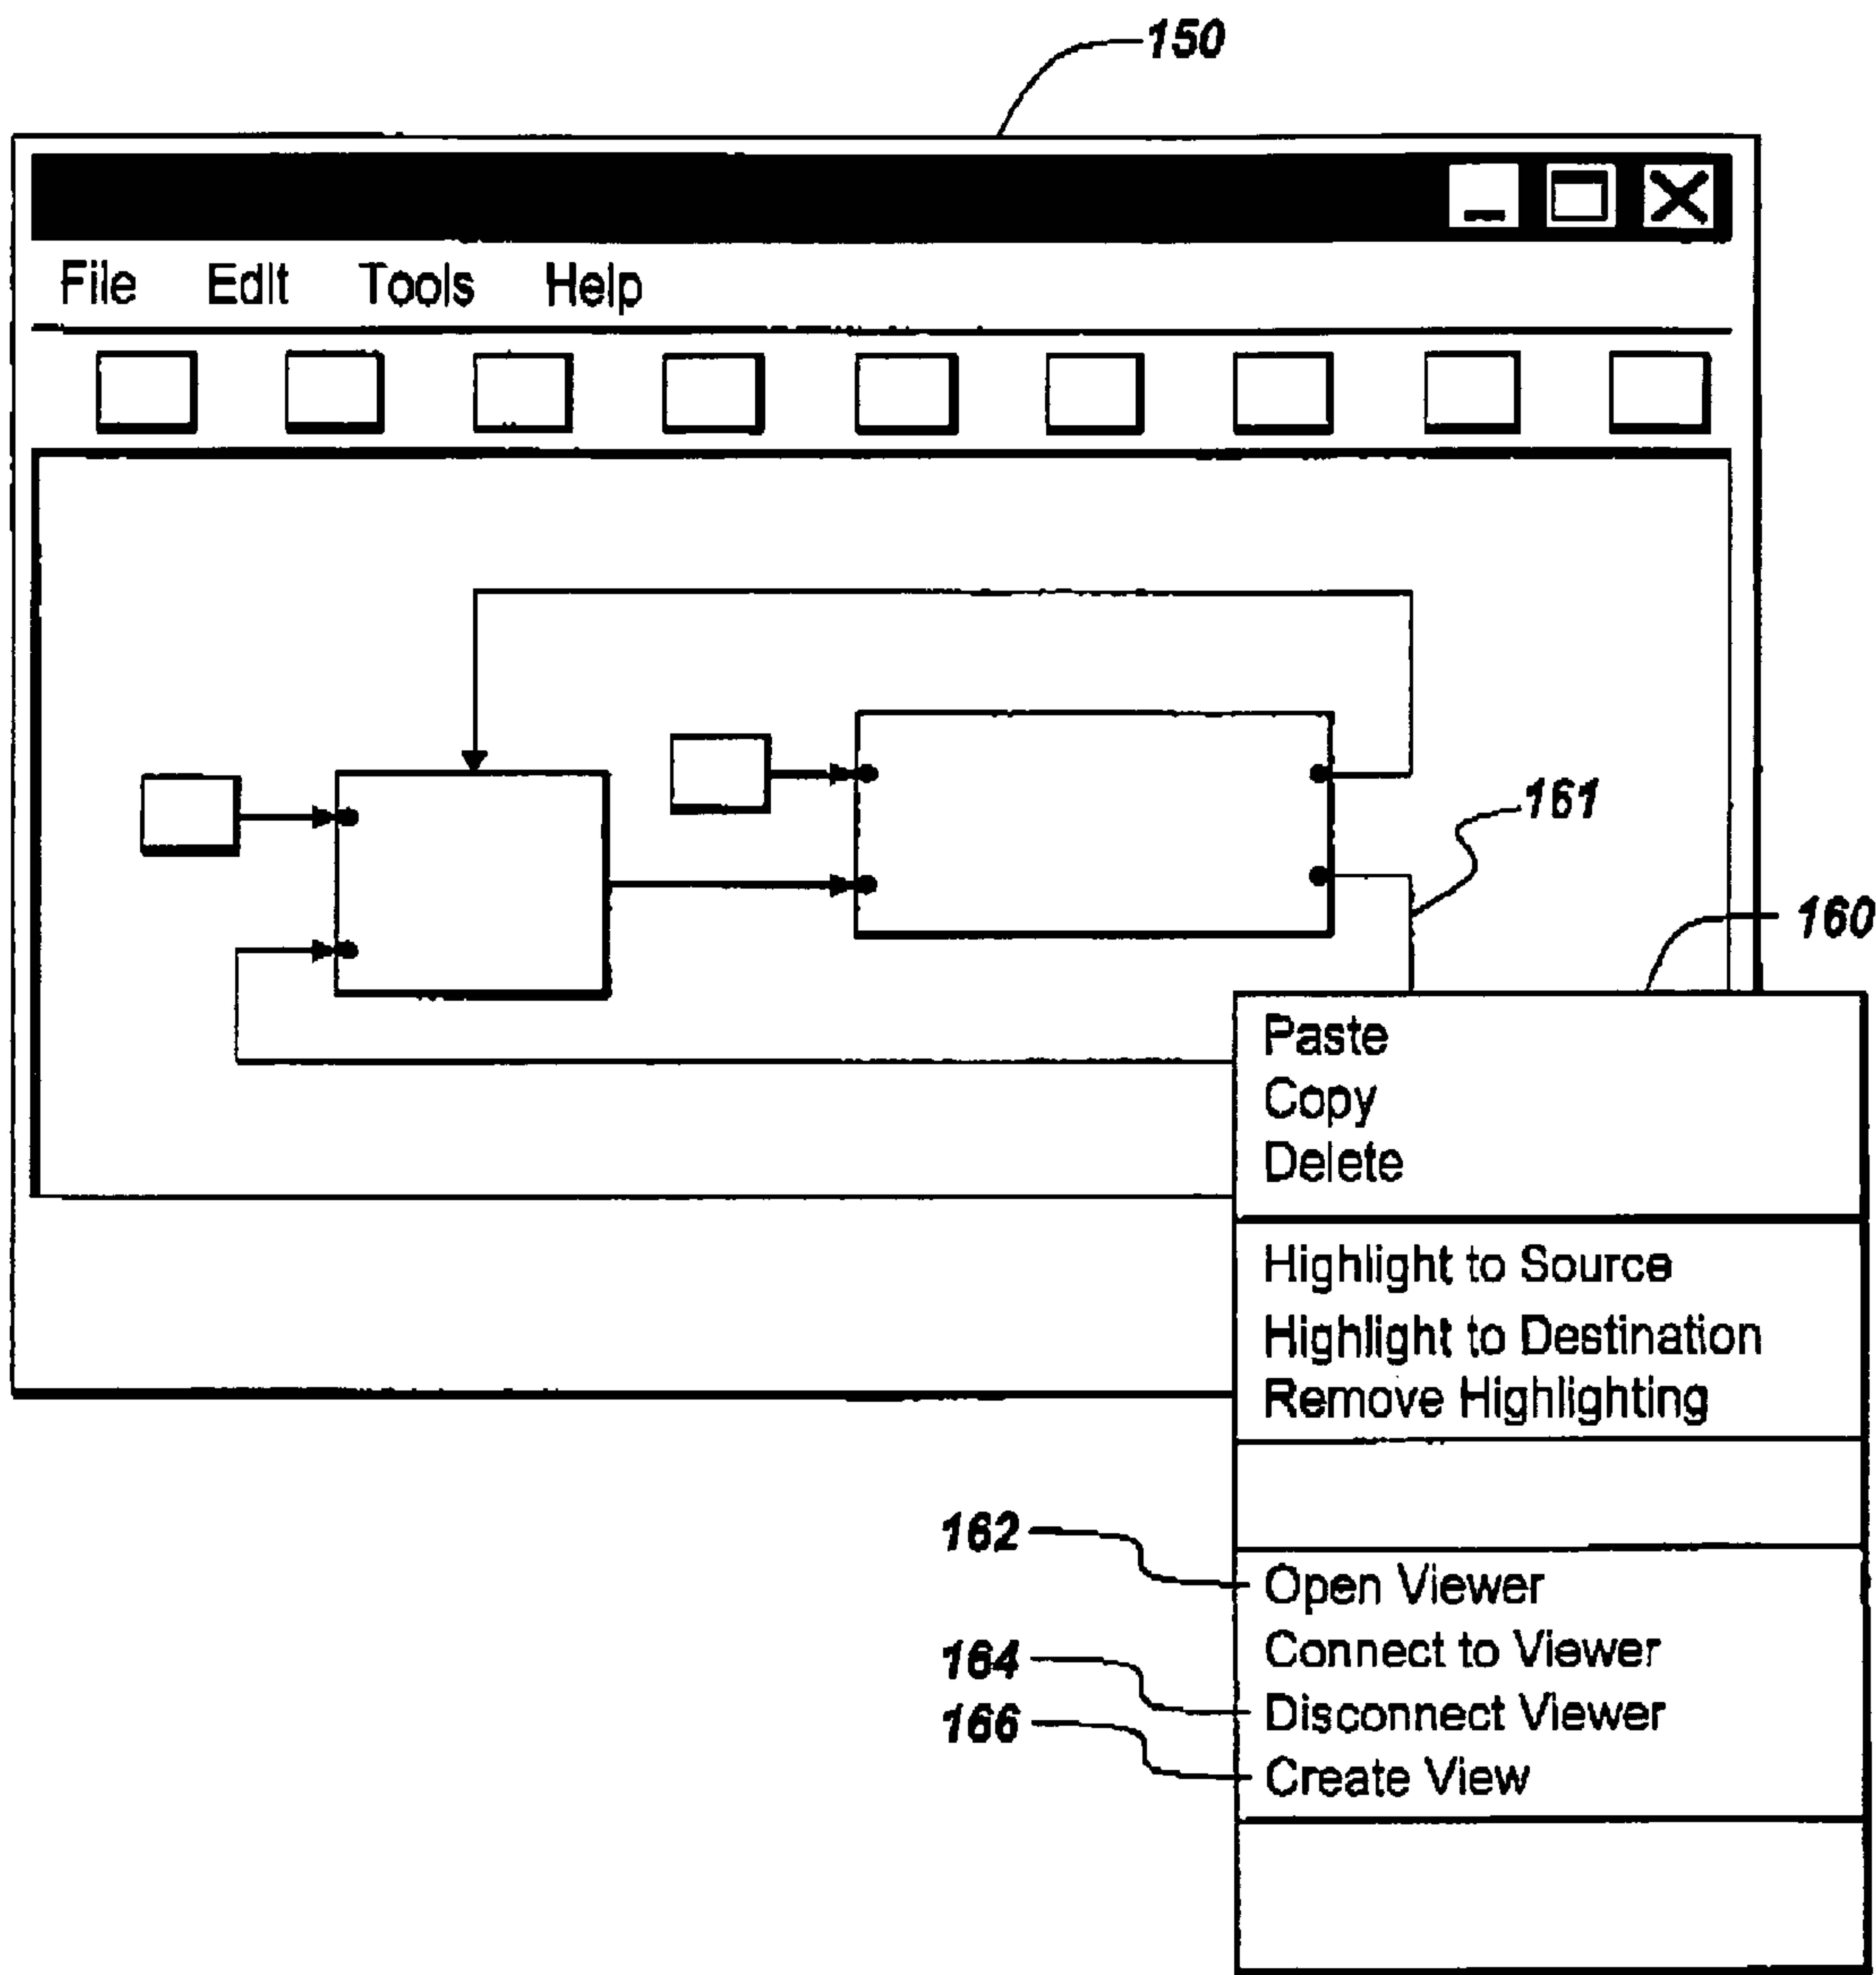 150
File Edit Tools Help
161
160
Paste
Copy
Delete
Highlight to Source
Highlight to Destination
Remove Highlighting
162
Open Viewer
Connect to Viewer
164
Disconnect Viewer
166
Create View